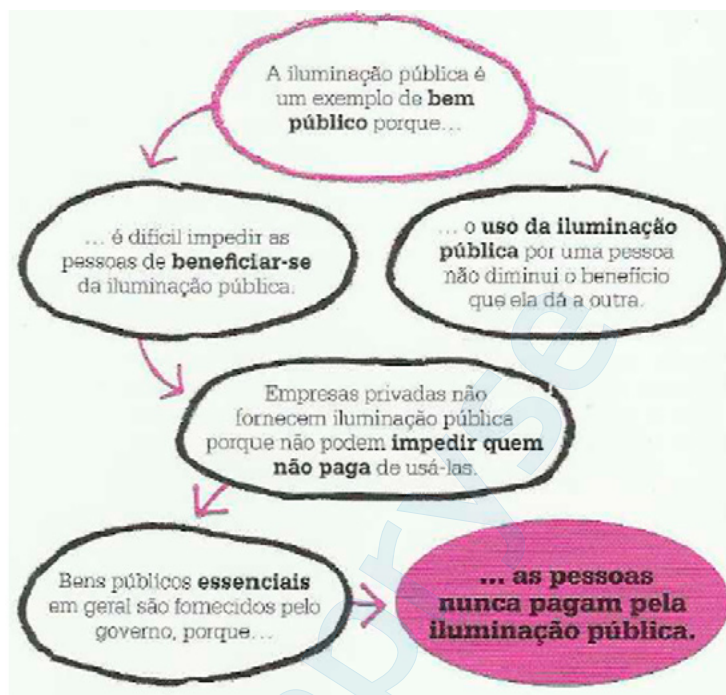 A iluminação pública é
um exemplo de bem
público porque…
… é difícil impedir as
pessoas de beneficiar-se
da iluminação pública.
… o uso da iluminação
pública por uma pessoa
não diminui o benefício
que ela dá a outra.
Empresas privadas não
fornecem iluminação pública
porque não podem impedir quem
não paga de usá-las.
Bens públicos essenciais
em geral são fornecidos pelo
governo, porque…
… as pessoas
nunca pagam pela
iluminação pública.